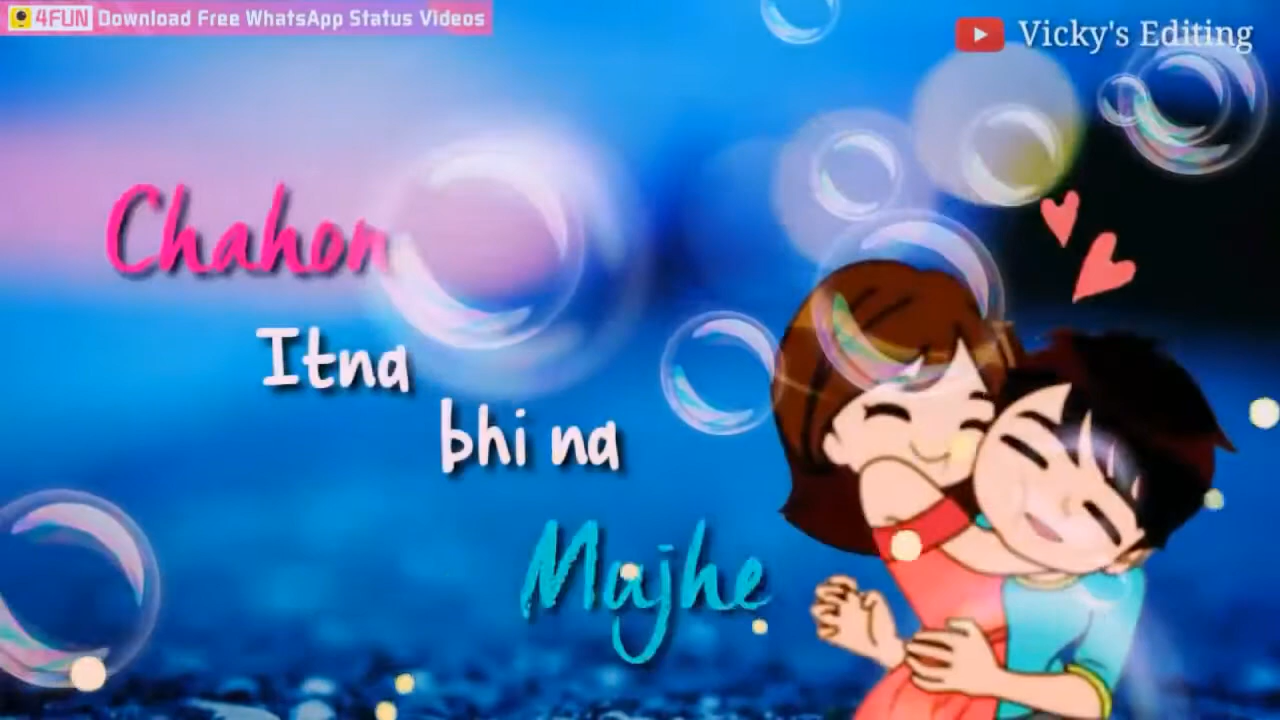 4FUN Download Free WhatsApp Status Videos
Vicky's Editing
Chahon
Itna
bhi na
Mujhe